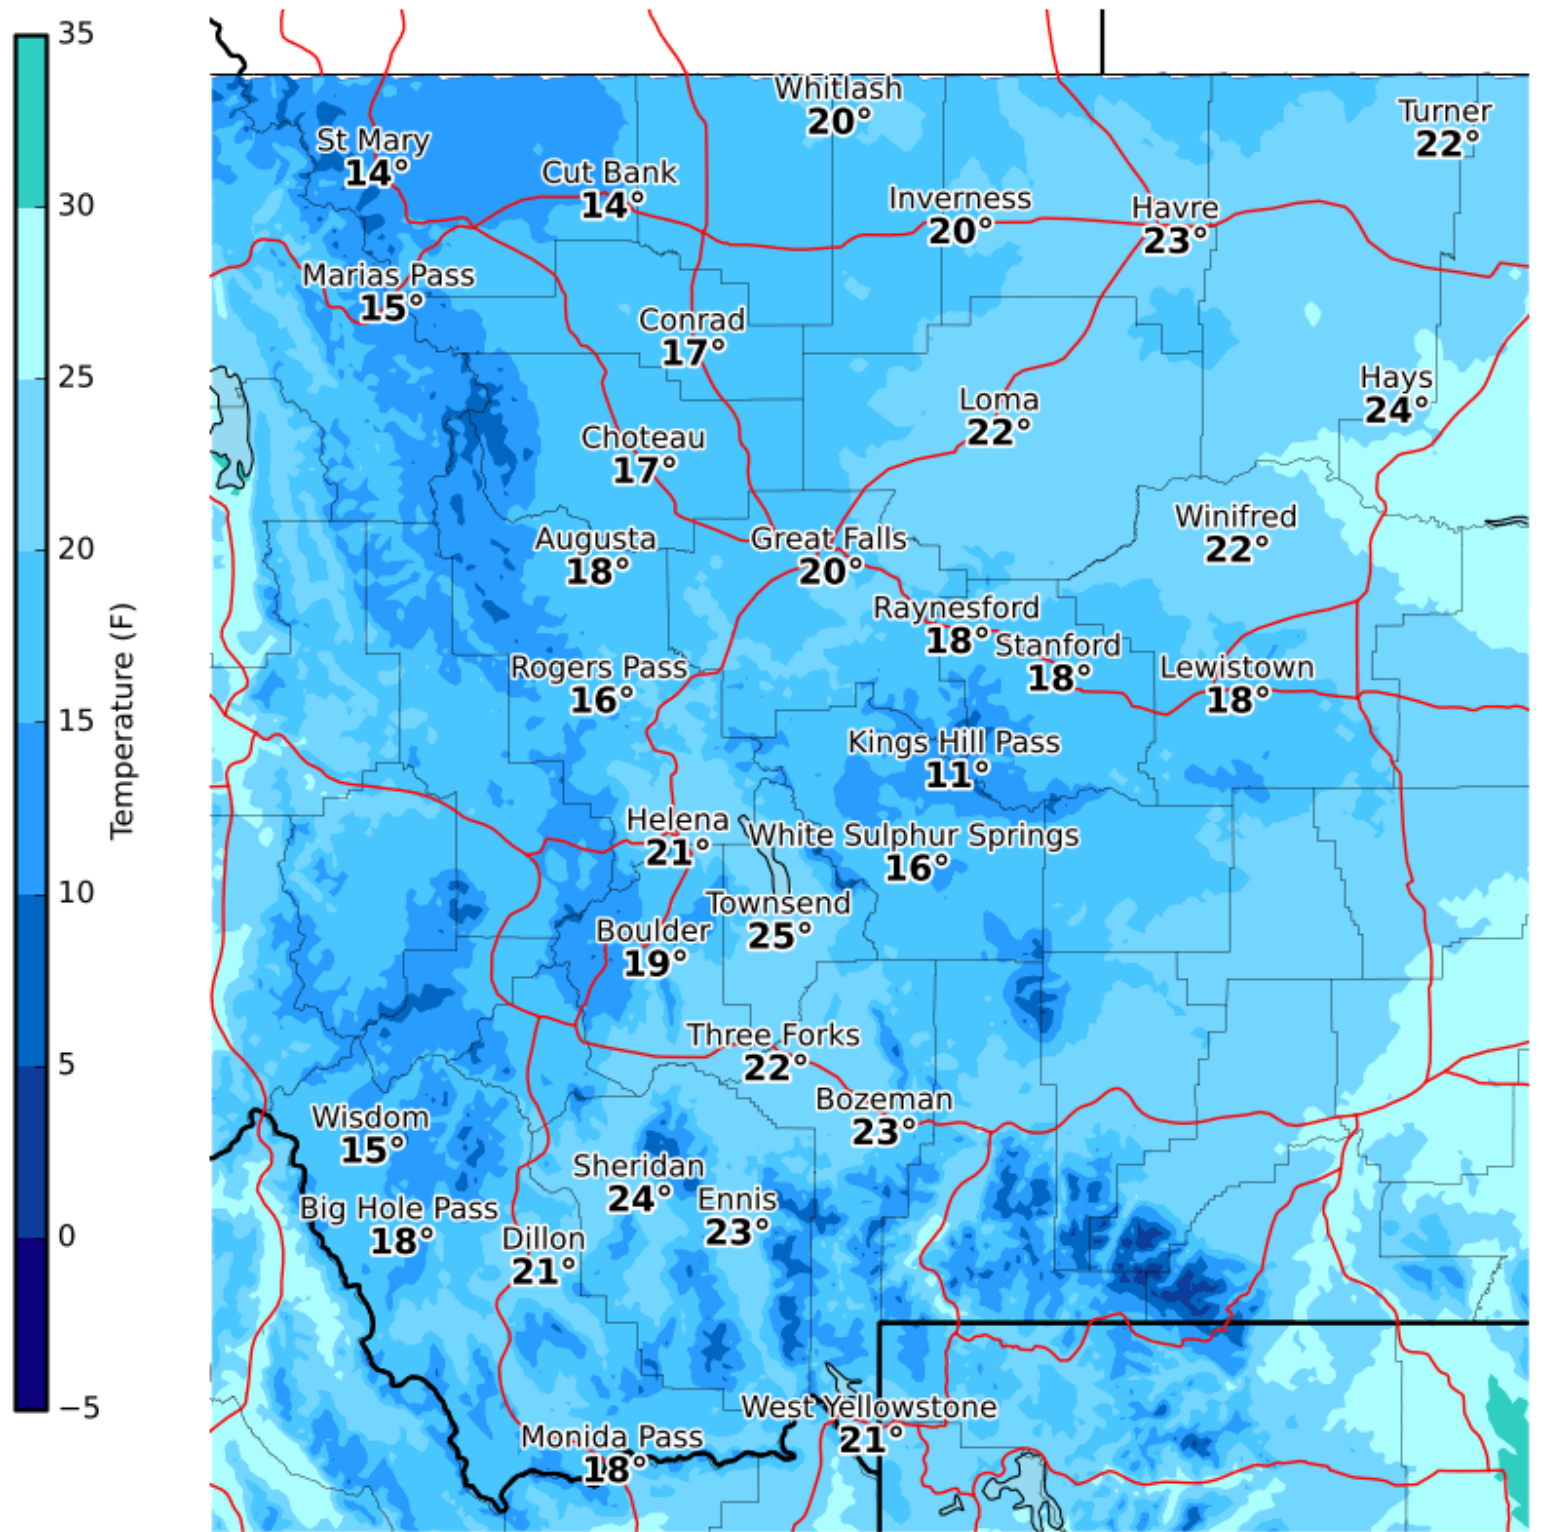 35
30
25
20
15
10
5
0
−5
Temperature (F)
Whitlash
20°
Turner
22°
St Mary
14°
Cut Bank
14°
Inverness
20°
Havre
23°
Marias Pass
15°
Conrad
17°
Hays
24°
Loma
22°
Choteau
17°
Winifred
22°
Augusta
18°
Great Falls
20°
Raynesford
18°
Stanford
18°
Lewistown
18°
Rogers Pass
16°
Kings Hill Pass
11°
Helena
21°
White Sulphur Springs
16°
Townsend
25°
Boulder
19°
Three Forks
22°
Bozeman
23°
Wisdom
15°
Sheridan
24°
Ennis
23°
Big Hole Pass
18°
Dillon
21°
West Yellowstone
21°
Monida Pass
18°